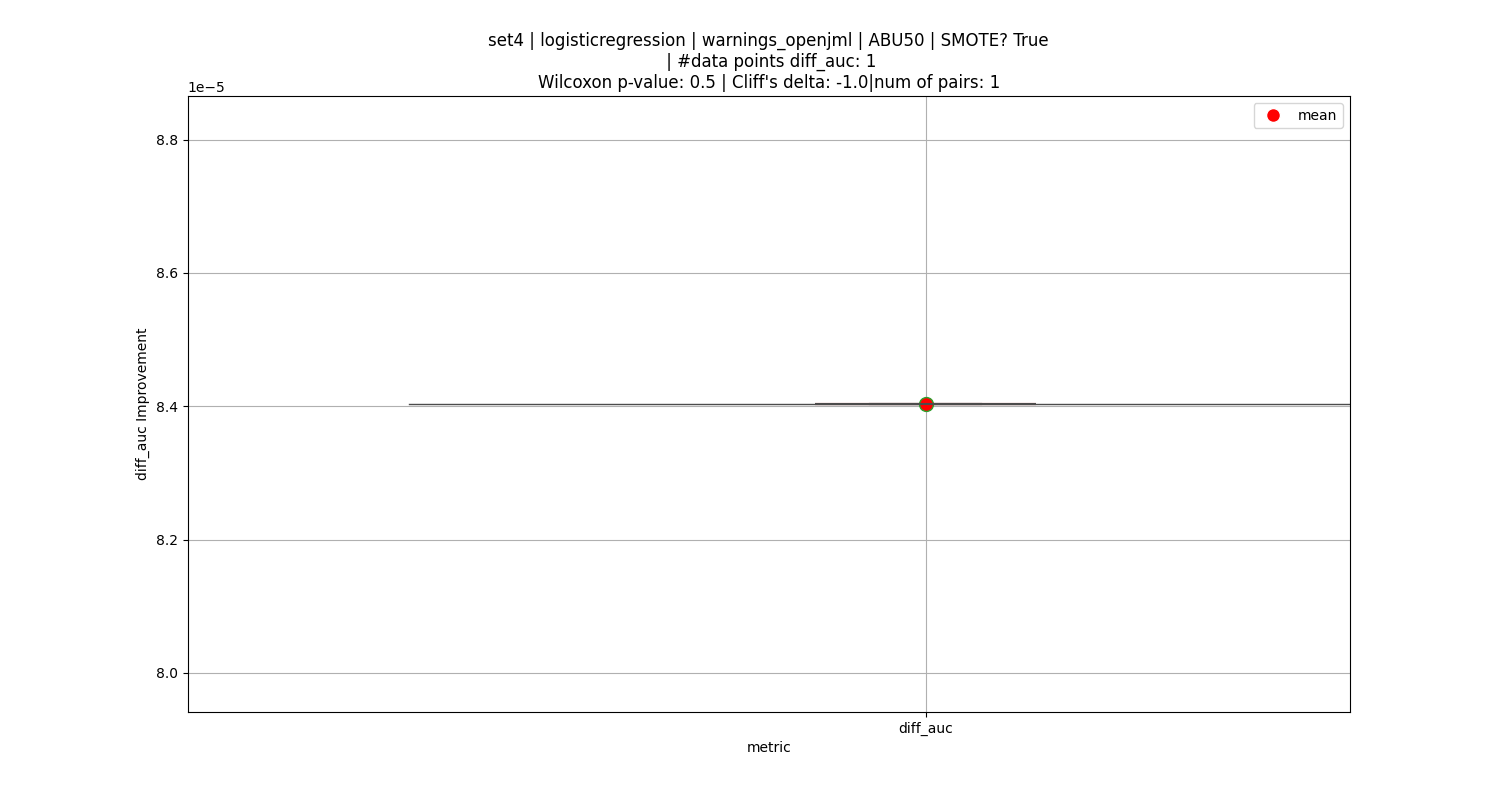 set4 | logisticregression | warnings_openjml | ABU50 | SMOTE? True
| #data points diff_auc: 1
Wilcoxon p-value: 0.5 | Cliff's delta: -1.0|num of pairs: 1
1e−5
mean
8.8
8.6
8.4
8.2
8.0
diff_auc Improvement
diff_auc
metric